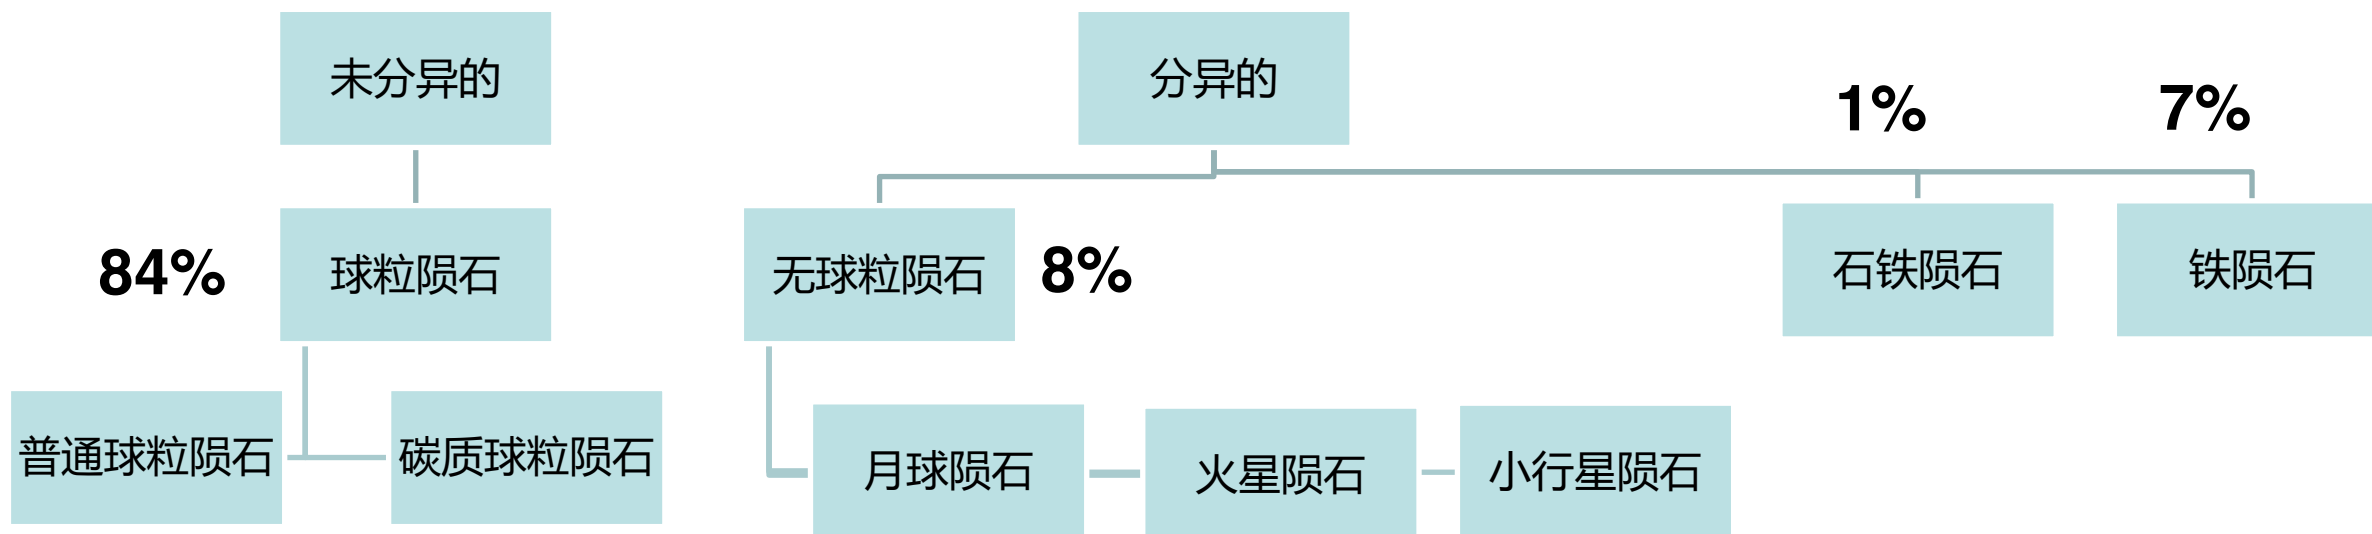 未分异的
分异的
1%
7%
84%
球粒陨石
无球粒陨石
8%
石铁陨石
铁陨石
普通球粒陨石
碳质球粒陨石
月球陨石
火星陨石
小行星陨石